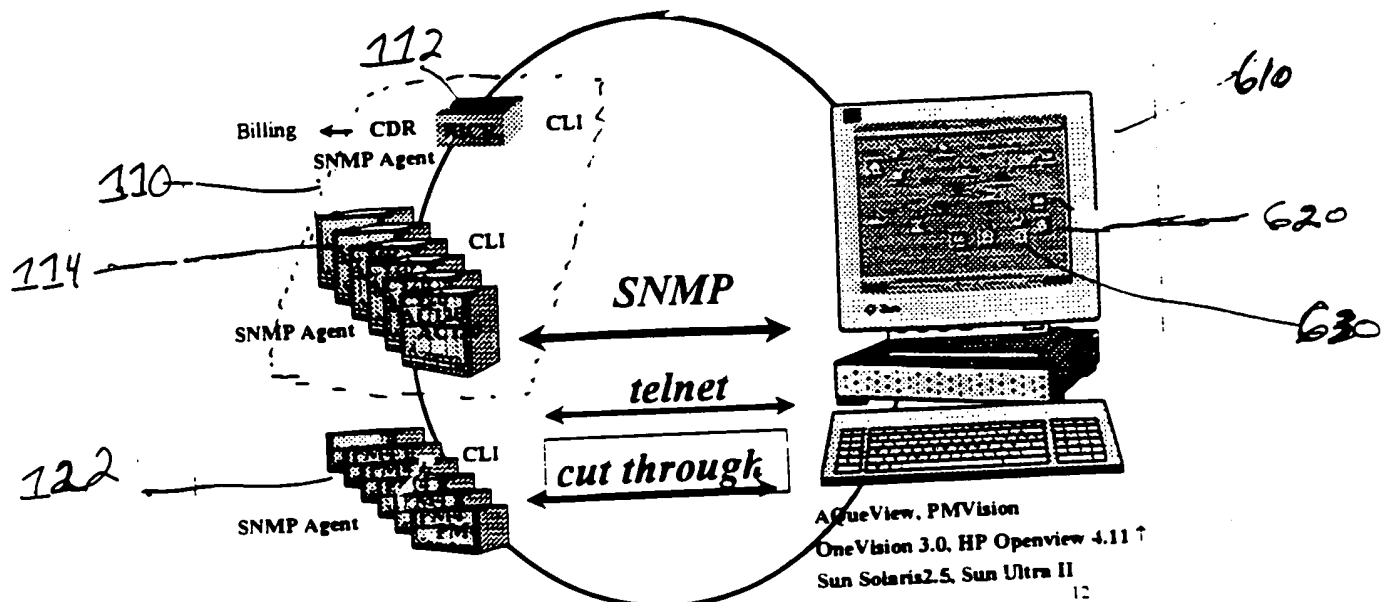 112
610
Billing ↔ CDR
CLI
SNMP Agent
110
620
114
CLI
SNMP
630
SNMP Agent
telnet
CLI
cut through
122
SNMP Agent
AQueView, PMVision
OneVision 3.0, HP Openview 4.11 ↑
Sun Solaris2.5, Sun Ultra II
12